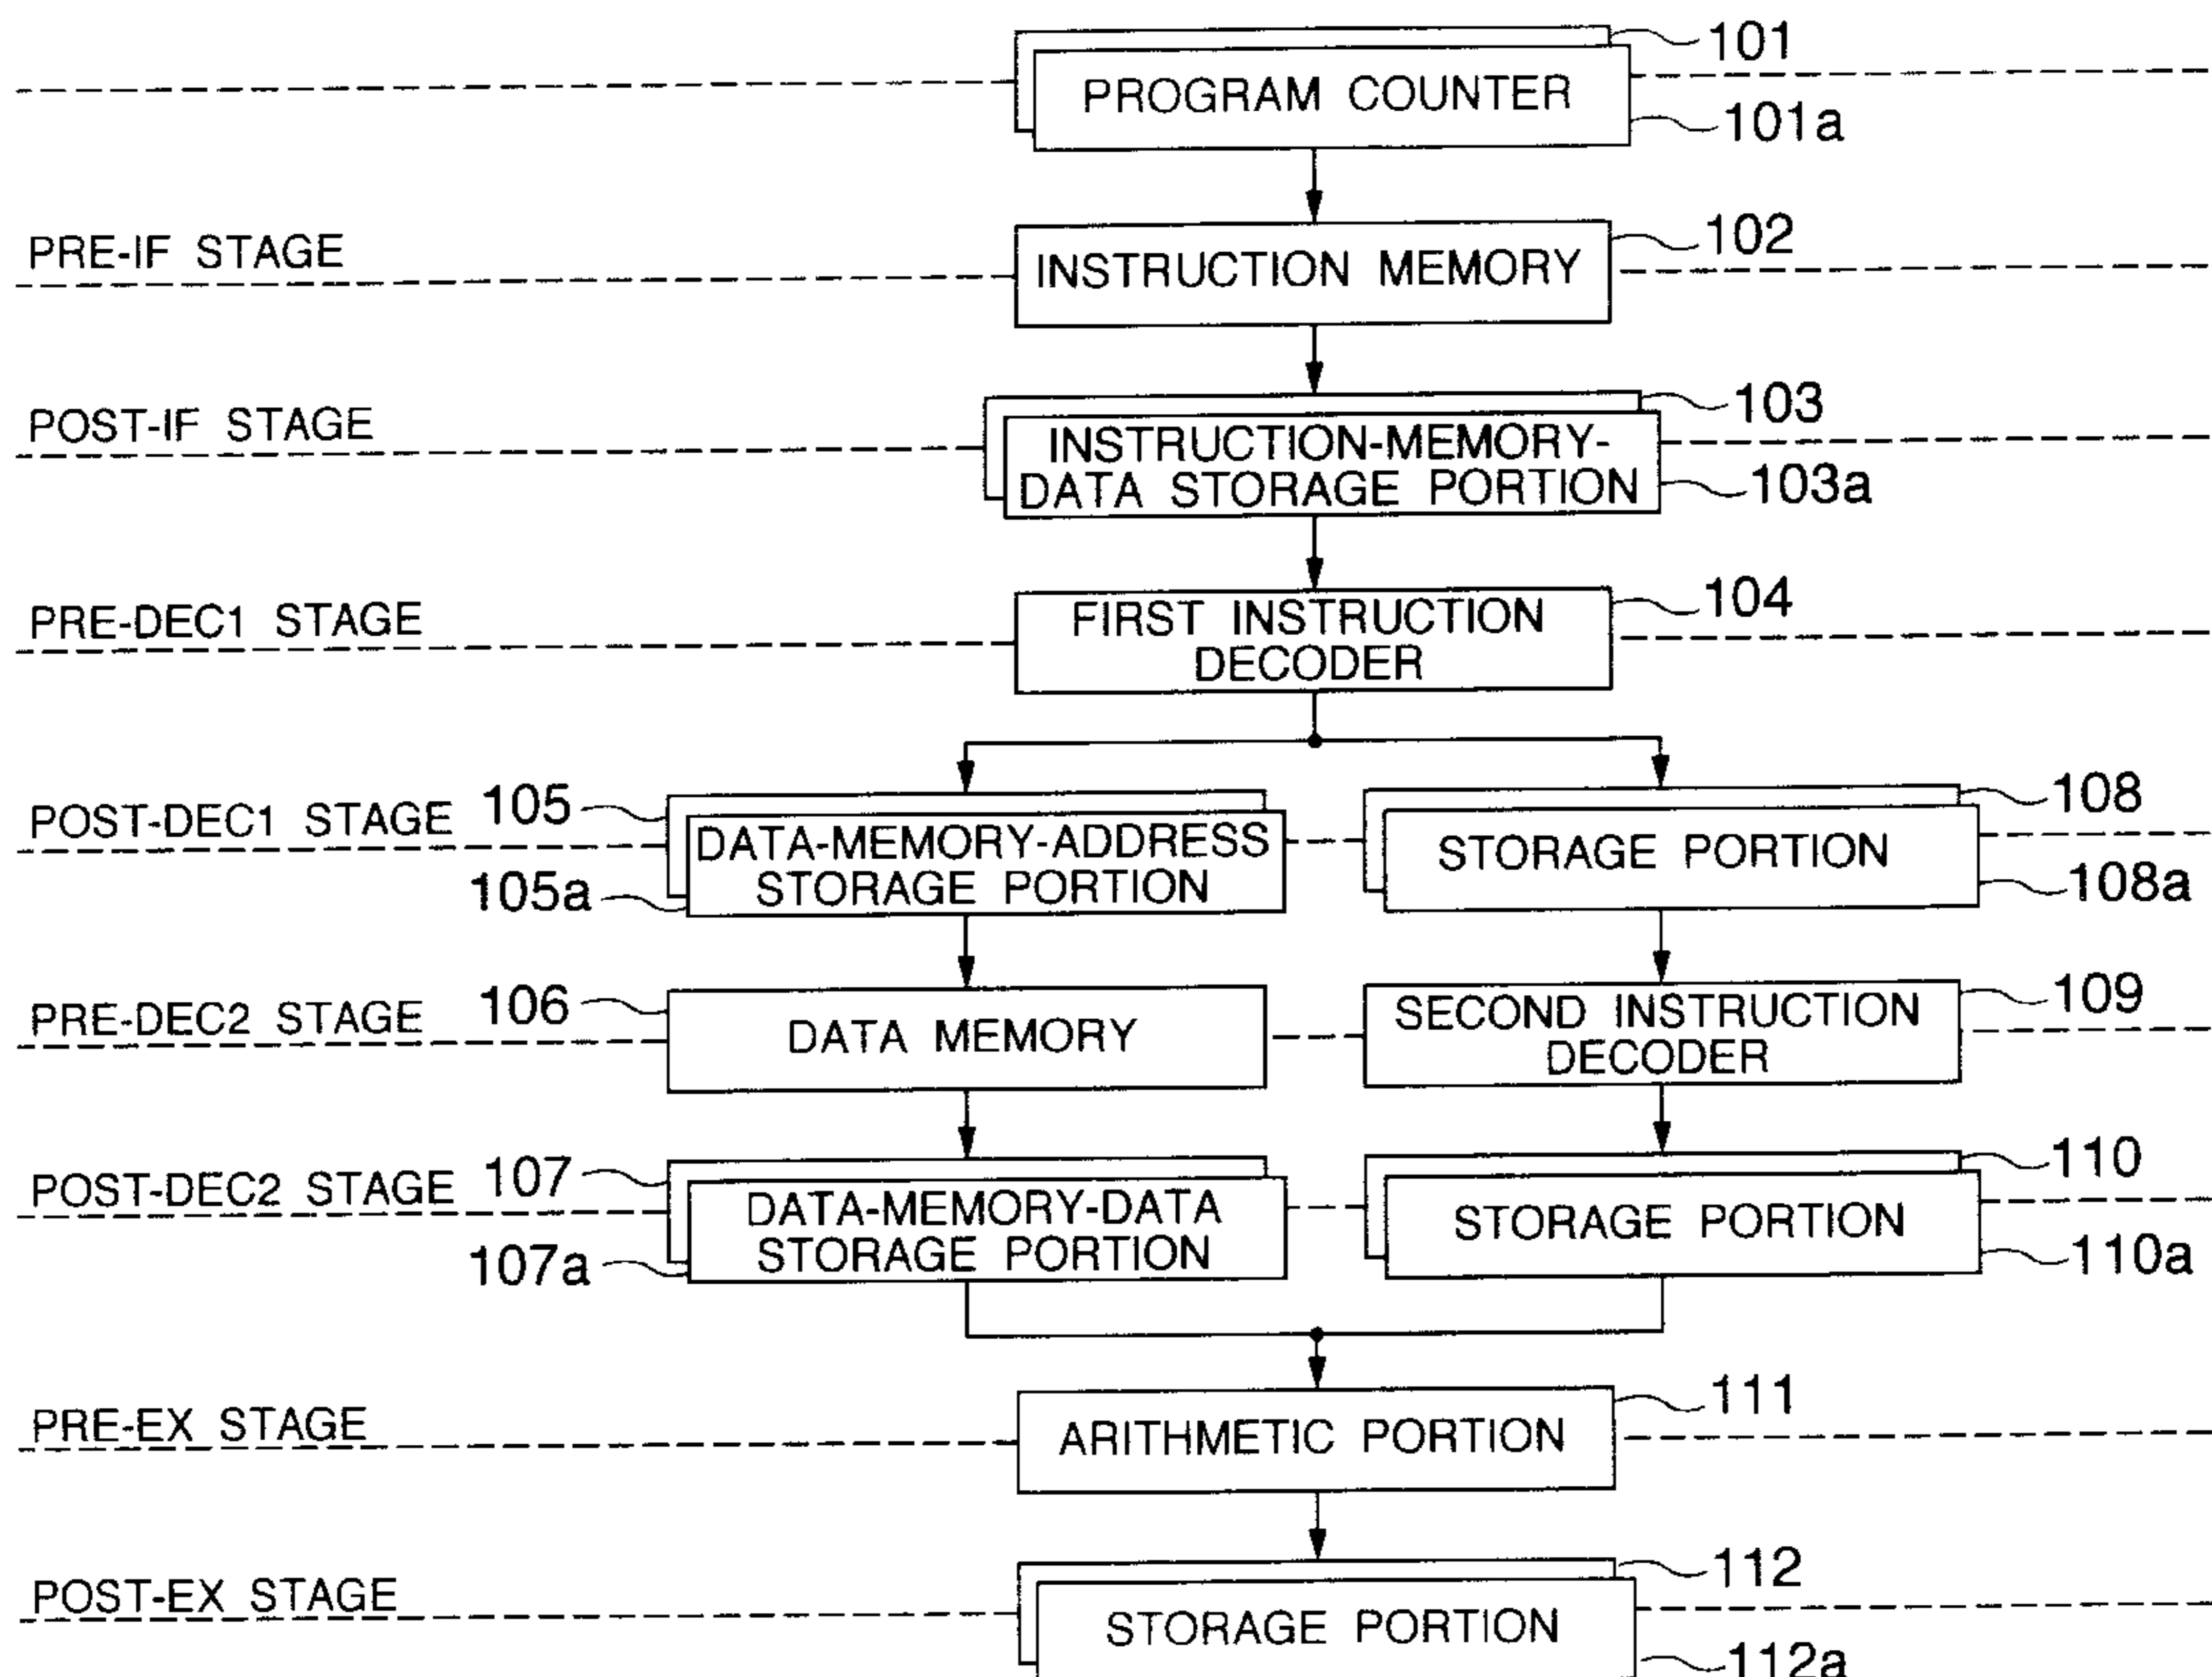 101
PROGRAM COUNTER
101a
PRE-IF STAGE
102
INSTRUCTION MEMORY
POST-IF STAGE
103
INSTRUCTION-MEMORY-
DATA STORAGE PORTION
103a
PRE-DEC1 STAGE
104
FIRST INSTRUCTION
DECODER
POST-DEC1 STAGE
105
DATA-MEMORY-ADDRESS
STORAGE PORTION
105a
108
STORAGE PORTION
108a
PRE-DEC2 STAGE
106
DATA MEMORY
109
SECOND INSTRUCTION
DECODER
POST-DEC2 STAGE
107
DATA-MEMORY-DATA
STORAGE PORTION
107a
110
STORAGE PORTION
110a
PRE-EX STAGE
111
ARITHMETIC PORTION
POST-EX STAGE
112
STORAGE PORTION
112a